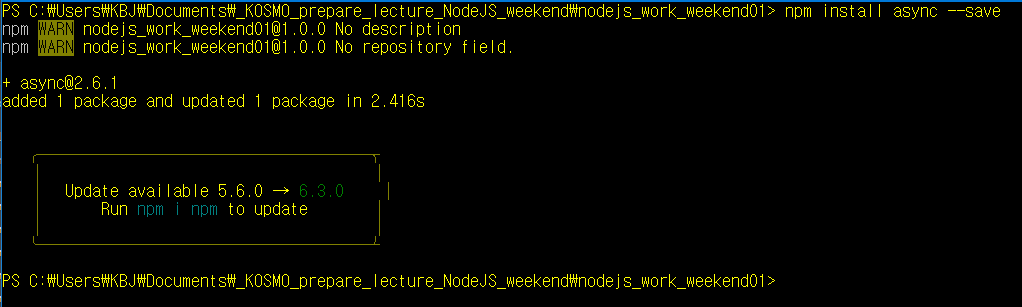 PS C:₩Users₩KBJ₩Documents₩_KOSMO_prepare_lecture_NodeJS_weekend₩nodejs_work_weekend01> npm install async --save
npm WARN nodejs_work_weekend01@1.0.0 No description
npm WARN nodejs_work_weekend01@1.0.0 No repository field.
+ async@2.6.1
added 1 package and updated 1 package in 2.416s
Update available 5.6.0 → 6.3.0
Run npm i npm to update
PS C:₩Users₩KBJ₩Documents₩_KOSMO_prepare_lecture_NodeJS_weekend₩nodejs_work_weekend01>